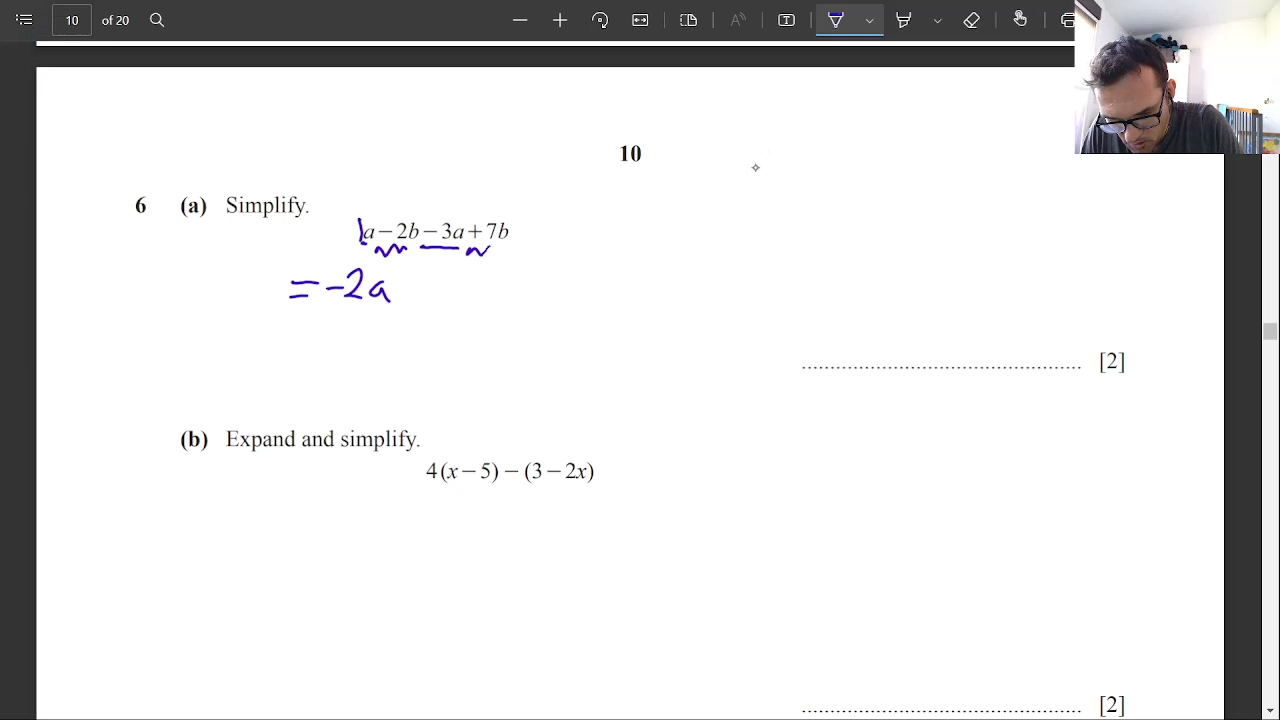 10 of 20
10
6 (a) Simplify.
1a − 2b − 3a + 7b
= −2a
................................................ [2]
(b) Expand and simplify.
4(x − 5) − (3 − 2x)
................................................ [2]